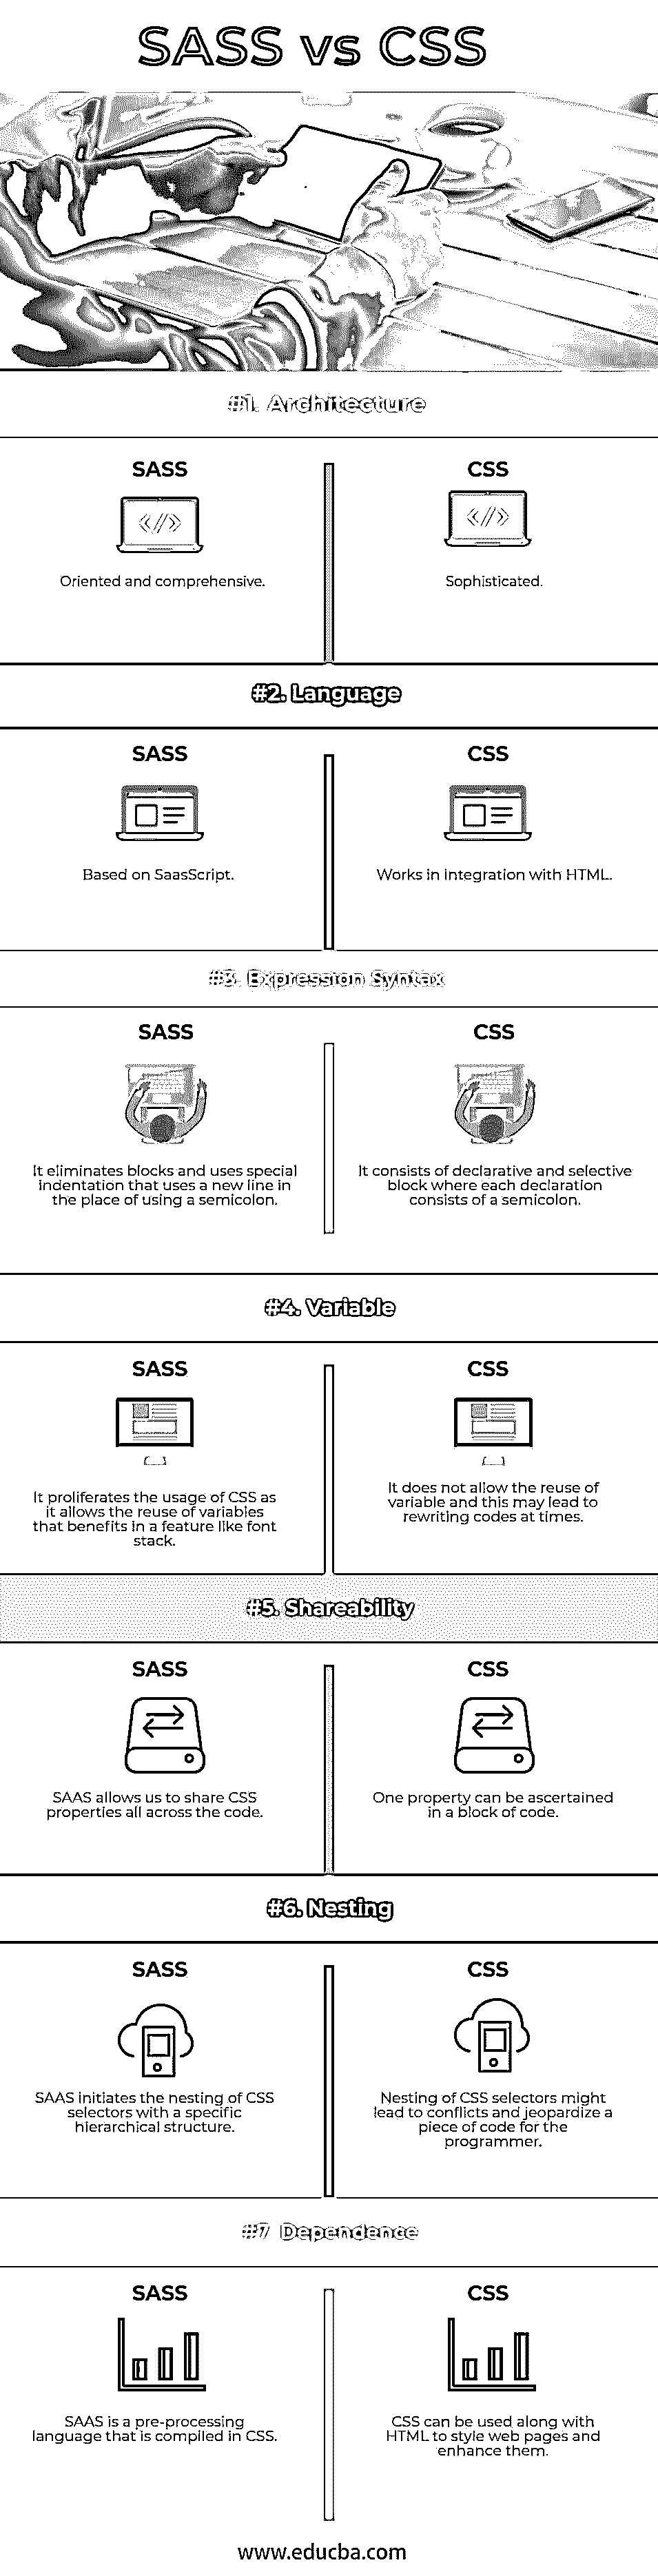 SASS vs CSS
#1. Architecture
SASS
Oriented and comprehensive.
CSS
Sophisticated.
#2. Language
SASS
Based on SaasScript.
CSS
Works in integration with HTML.
#3. Expression Syntax
SASS
It eliminates blocks and uses special
indentation that uses a new line in
the place of using a semicolon.
CSS
It consists of declarative and selective
block where each declaration
consists of a semicolon.
#4. Variable
SASS
It proliferates the usage of CSS as
it allows the reuse of variables
that benefits in a feature like font
stack.
CSS
It does not allow the reuse of
variable and this may lead to
rewriting codes at times.
#5. Shareability
SASS
SAAS allows us to share CSS
properties all across the code.
CSS
One property can be ascertained
in a block of code.
#6. Nesting
SASS
SAAS initiates the nesting of CSS
selectors with a specific
hierarchical structure.
CSS
Nesting of CSS selectors might
lead to conflicts and jeopardize a
piece of code for the
programmer.
#7 Dependence
SASS
SAAS is a pre-processing
language that is compiled in CSS.
CSS
CSS can be used along with
HTML to style web pages and
enhance them.
www.educba.com